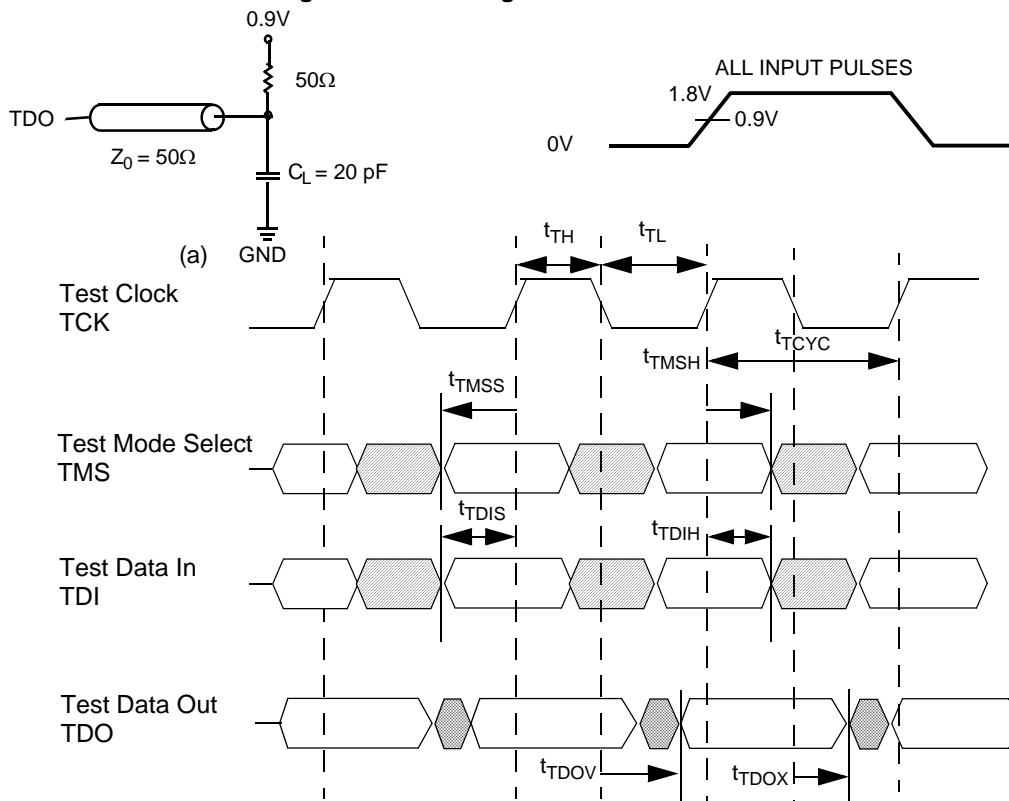 0.9V
50Ω
TDO
Z0 = 50Ω
CL = 20 pF
(a)
GND
ALL INPUT PULSES
1.8V
0.9V
0V
tTH
tTL
Test Clock
TCK
tTCYC
tTMSH
tTMSS
Test Mode Select
TMS
tTDIS
tTDIH
Test Data In
TDI
Test Data Out
TDO
tTDOV
tTDOX